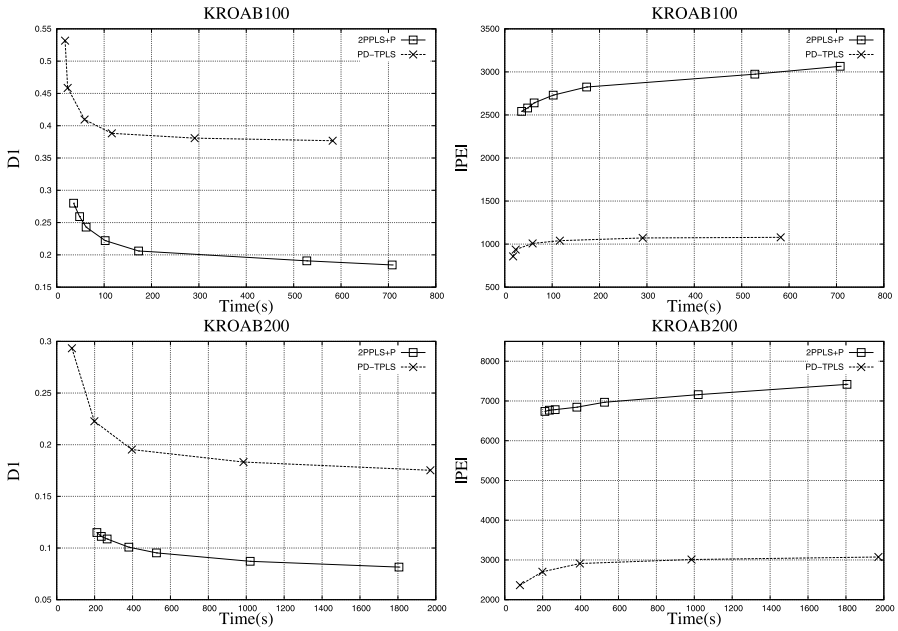 KROAB100
0.55
0.5
0.45
0.4
0.35
0.3
0.25
0.2
0.15
D1
2PPLS+P
PD-TPLS
0 100 200 300 400 500 600 700 800
Time(s)
KROAB100
3500
3000
2500
2000
1500
1000
500
|PE|
2PPLS+P
PD-TPLS
0 100 200 300 400 500 600 700 800
Time(s)
KROAB200
0.3
0.25
0.2
0.15
0.1
0.05
D1
2PPLS+P
PD-TPLS
0 200 400 600 800 1000 1200 1400 1600 1800 2000
Time(s)
KROAB200
8000
7000
6000
5000
4000
3000
2000
|PE|
2PPLS+P
PD-TPLS
0 200 400 600 800 1000 1200 1400 1600 1800 2000
Time(s)